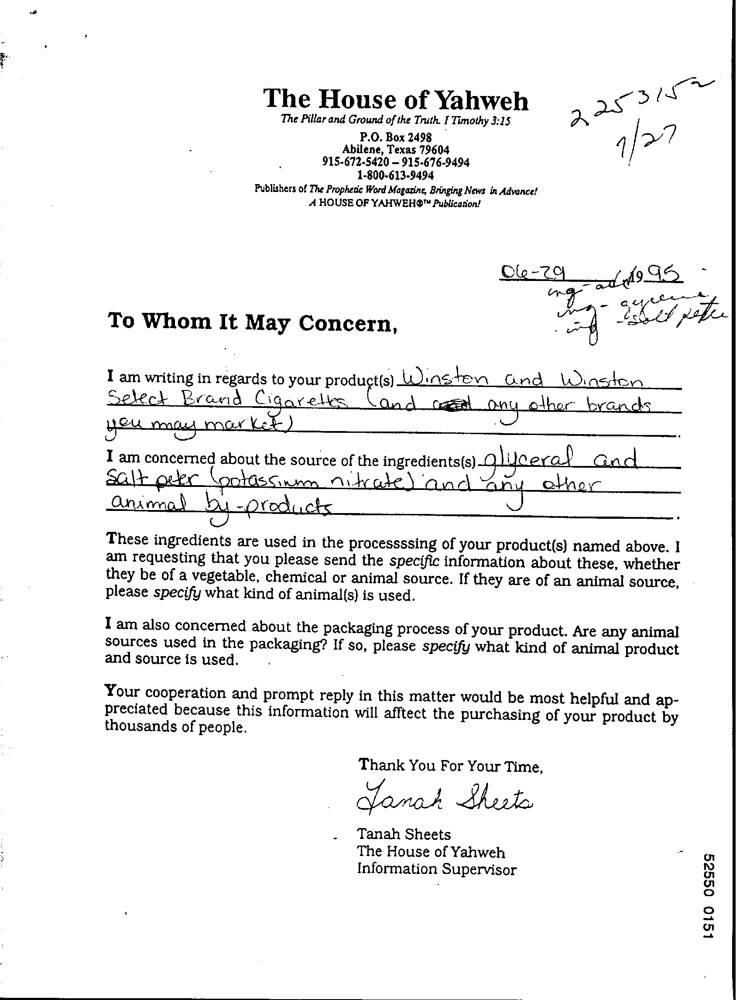 The House of Yahweh
The Pillar and Ground of the Truth. I Timothy 3:15
P.O. Box 2498
Abilene, Texas 79604
915-672-5420 – 915-676-9494
1-800-613-9494
Publishers of The Prophetic Word Magazine, Bringing News in Advance!
A HOUSE OF YAHWEH®™ Publication!
2253152
7/27
06-29 1995
ing - add
ing -
ing - salt peter
To Whom It May Concern,
I am writing in regards to your product(s) Winston and Winston
Select Brand Cigaretts (and any other brands
you may market)
I am concerned about the source of the ingredients(s) glyceral and
Salt peter (potassium nitrate) and any other
animal by-products
These ingredients are used in the processssing of your product(s) named above. I
am requesting that you please send the specific information about these, whether
they be of a vegetable, chemical or animal source. If they are of an animal source,
please specify what kind of animal(s) is used.
I am also concerned about the packaging process of your product. Are any animal
sources used in the packaging? If so, please specify what kind of animal product
and source is used.
Your cooperation and prompt reply in this matter would be most helpful and ap-
preciated because this information will afftect the purchasing of your product by
thousands of people.
Thank You For Your Time,
Tanah Sheets
Tanah Sheets
The House of Yahweh
Information Supervisor
52550 0151